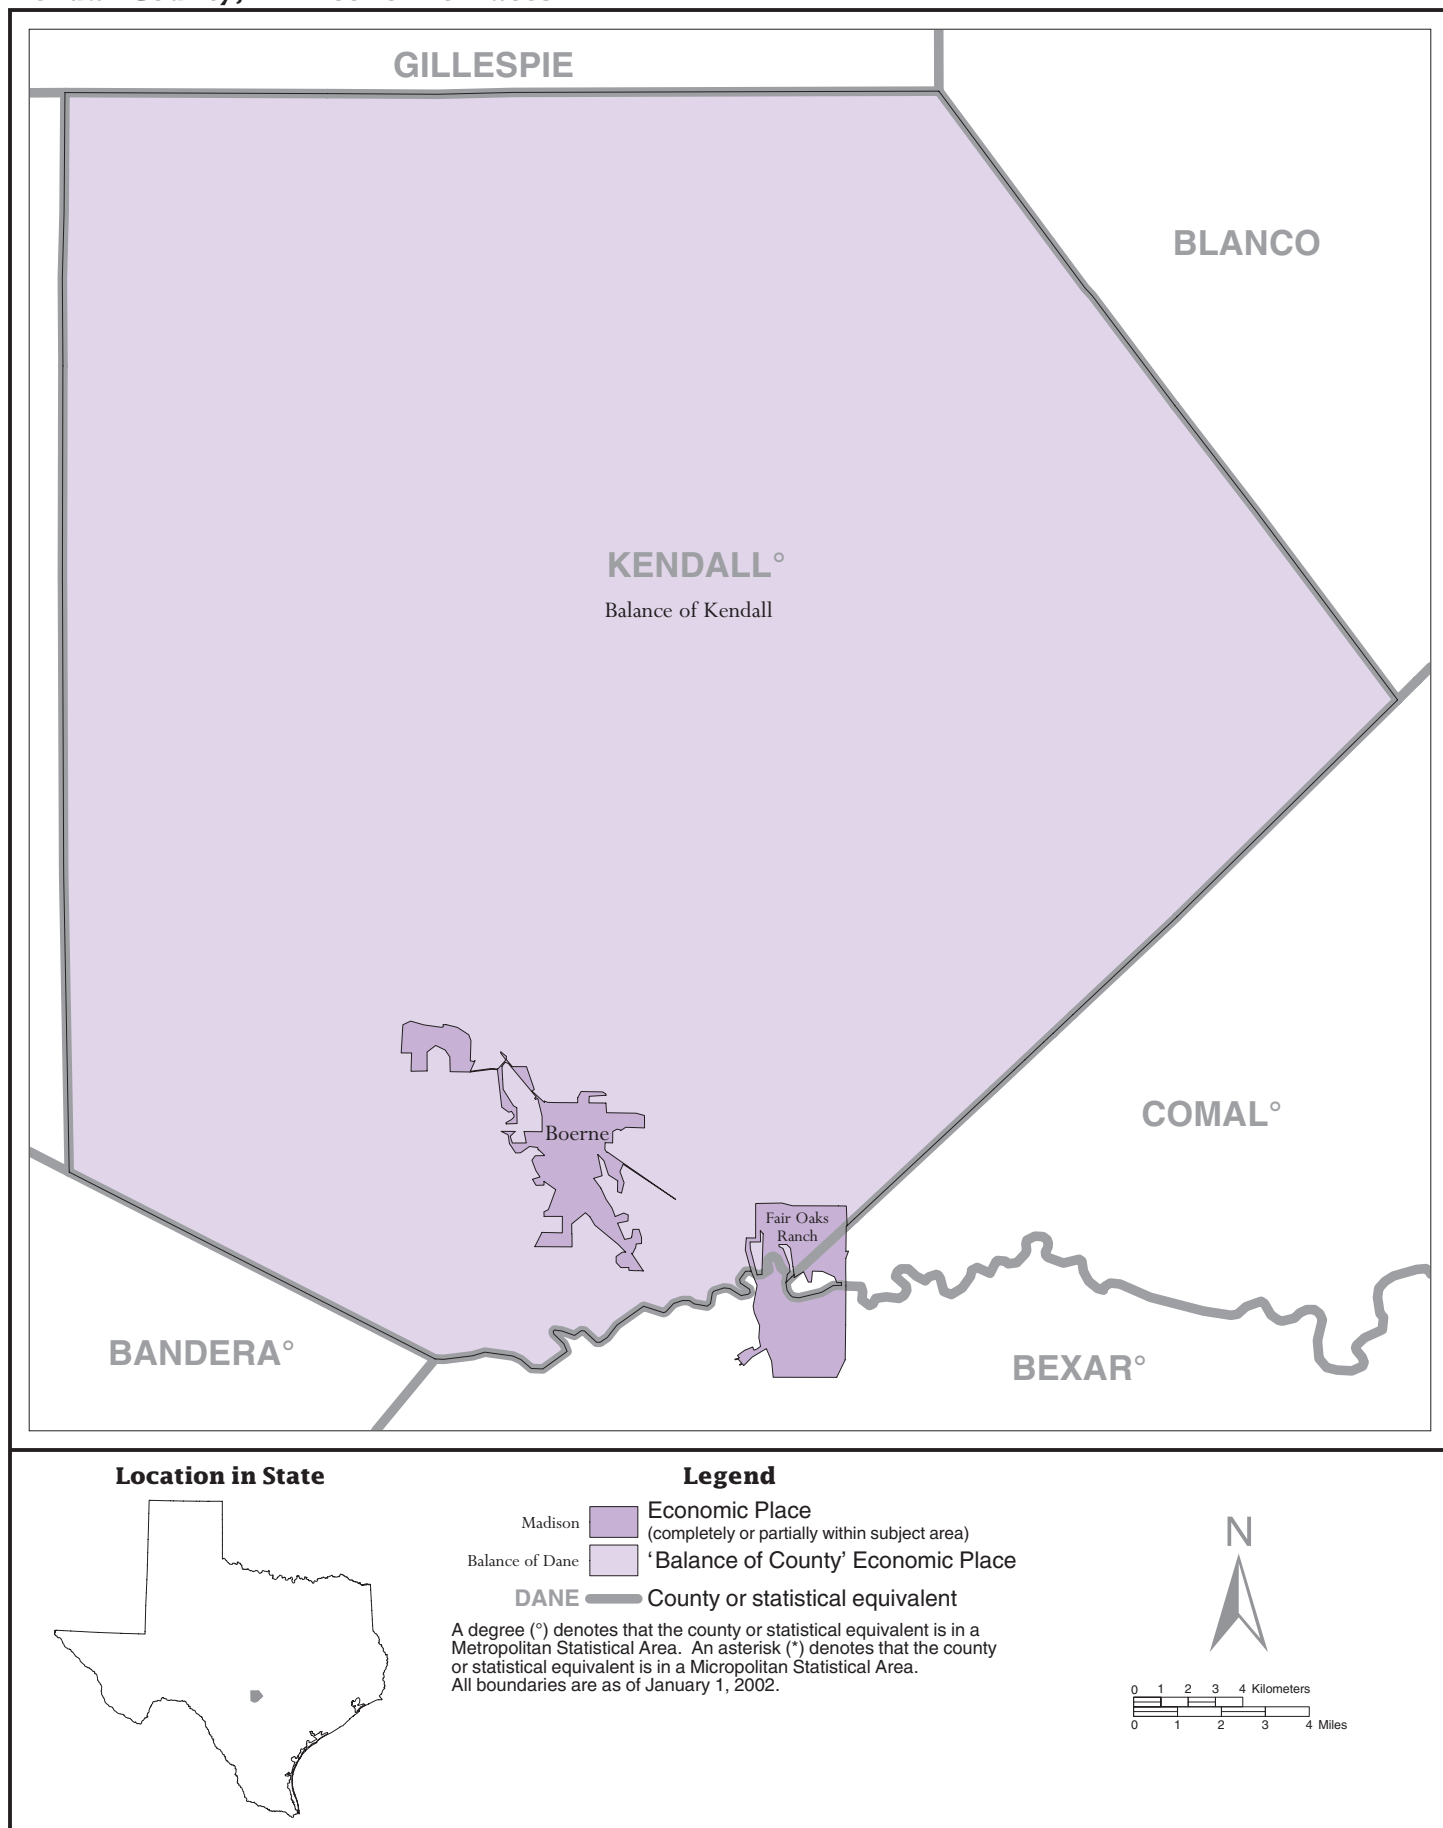 GILLESPIE
BLANCO
KENDALL°
Balance of Kendall
COMAL°
Boerne
Fair Oaks
Ranch
BANDERA°
BEXAR°
Location in State
Legend
Madison
Economic Place
(completely or partially within subject area)
Balance of Dane
‘Balance of County’ Economic Place
DANE
County or statistical equivalent
A degree (°) denotes that the county or statistical equivalent is in a
Metropolitan Statistical Area. An asterisk (*) denotes that the county
or statistical equivalent is in a Micropolitan Statistical Area.
All boundaries are as of January 1, 2002.
N
0 1 2 3 4 Kilometers
0 1 2 3 4 Miles